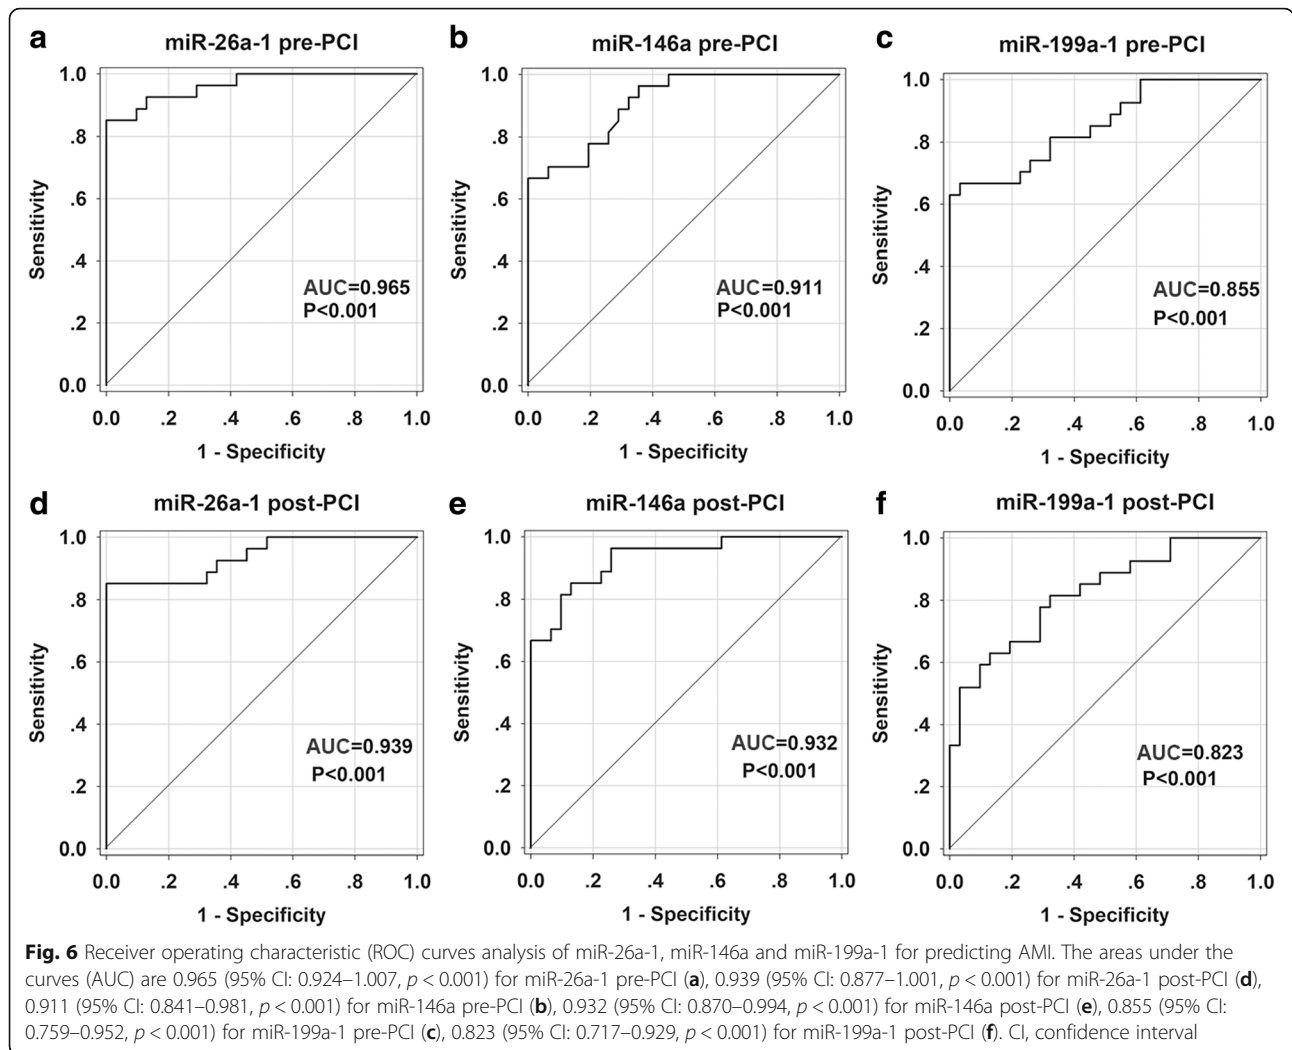 a
miR-26a-1 pre-PCI
1.0
.8
.6
.4
.2
0.0
Sensitivity
AUC=0.965
P<0.001
0.0 .2 .4 .6 .8 1.0
1 - Specificity
b
miR-146a pre-PCI
1.0
.8
.6
.4
.2
0.0
Sensitivity
AUC=0.911
P<0.001
0.0 .2 .4 .6 .8 1.0
1 - Specificity
c
miR-199a-1 pre-PCI
1.0
.8
.6
.4
.2
0.0
Sensitivity
AUC=0.855
P<0.001
0.0 .2 .4 .6 .8 1.0
1 - Specificity
d
miR-26a-1 post-PCI
1.0
.8
.6
.4
.2
0.0
Sensitivity
AUC=0.939
P<0.001
0.0 .2 .4 .6 .8 1.0
1 - Specificity
e
miR-146a post-PCI
1.0
.8
.6
.4
.2
0.0
Sensitivity
AUC=0.932
P<0.001
0.0 .2 .4 .6 .8 1.0
1 - Specificity
f
miR-199a-1 post-PCI
1.0
.8
.6
.4
.2
0.0
Sensitivity
AUC=0.823
P<0.001
0.0 .2 .4 .6 .8 1.0
1 - Specificity
Fig. 6 Receiver operating characteristic (ROC) curves analysis of miR-26a-1, miR-146a and miR-199a-1 for predicting AMI. The areas under the
curves (AUC) are 0.965 (95% CI: 0.924–1.007, p < 0.001) for miR-26a-1 pre-PCI (a), 0.939 (95% CI: 0.877–1.001, p < 0.001) for miR-26a-1 post-PCI (d),
0.911 (95% CI: 0.841–0.981, p < 0.001) for miR-146a pre-PCI (b), 0.932 (95% CI: 0.870–0.994, p < 0.001) for miR-146a post-PCI (e), 0.855 (95% CI:
0.759–0.952, p < 0.001) for miR-199a-1 pre-PCI (c), 0.823 (95% CI: 0.717–0.929, p < 0.001) for miR-199a-1 post-PCI (f). CI, confidence interval